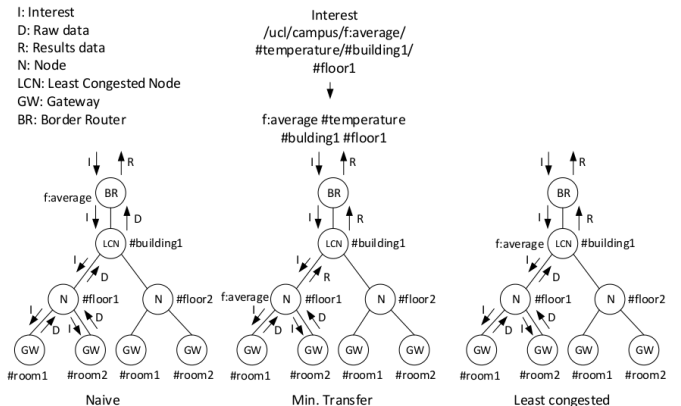 I: Interest
D: Raw data
R: Results data
N: Node
LCN: Least Congested Node
GW: Gateway
BR: Border Router
Interest
/ucl/campus/f:average/
#temperature/#building1/
#floor1
f:average #temperature
#bulding1 #floor1
I R
f:average BR
I D
LCN #building1
I D
N #floor1 N #floor2
I D I D
GW GW GW GW
#room1 #room2 #room1 #room2
Naive
I R
BR
I R
LCN #building1
I R
f:average N #floor1 N #floor2
I D I D
GW GW GW GW
#room1 #room2 #room1 #room2
Min. Transfer
I R
BR
I R
f:average LCN #building1
I D
N #floor1 N #floor2
I D I D
GW GW GW GW
#room1 #room2 #room1 #room2
Least congested